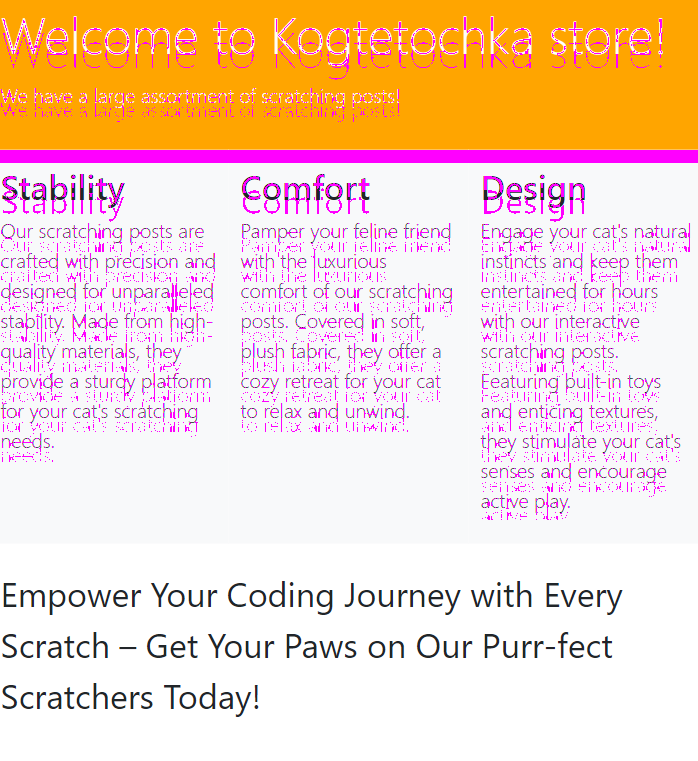 Welcome to Kogtetochka store!
We have a large assortment of scratching posts!
Stability
Our scratching posts are
crafted with precision and
designed for unparalleled
stability. Made from high-
quality materials, they
provide a sturdy platform
for your cat's scratching
needs.
Comfort
Pamper your feline friend
with the luxurious
comfort of our scratching
posts. Covered in soft,
plush fabric, they offer a
cozy retreat for your cat
to relax and unwind.
Design
Engage your cat's natural
instincts and keep them
entertained for hours
with our interactive
scratching posts.
Featuring built-in toys
and enticing textures,
they stimulate your cat's
senses and encourage
active play.
Empower Your Coding Journey with Every
Scratch – Get Your Paws on Our Purr-fect
Scratchers Today!